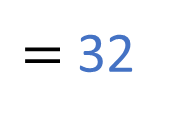 = 32